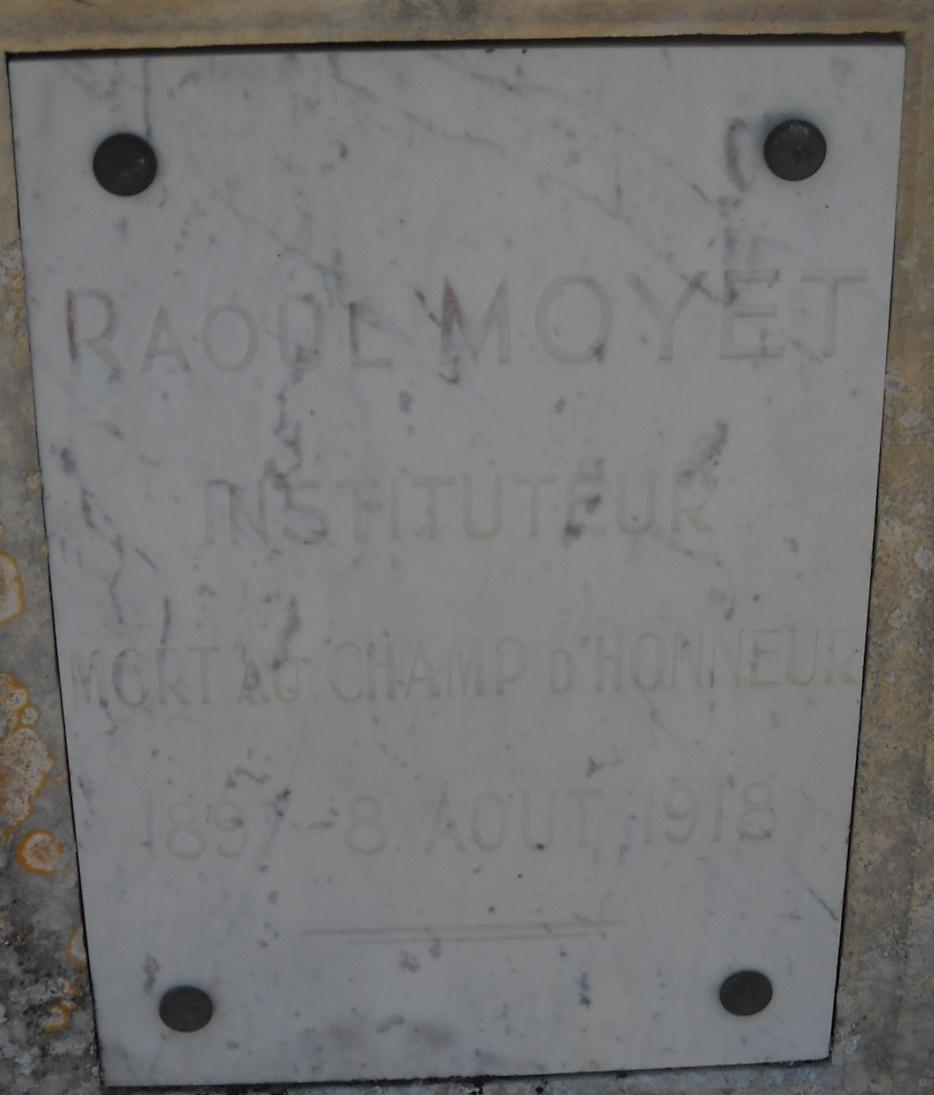 RAOUL MOYET
INSTITUTEUR
MORT AU CHAMP D'HONNEUR
1897-8 AOUT 1918